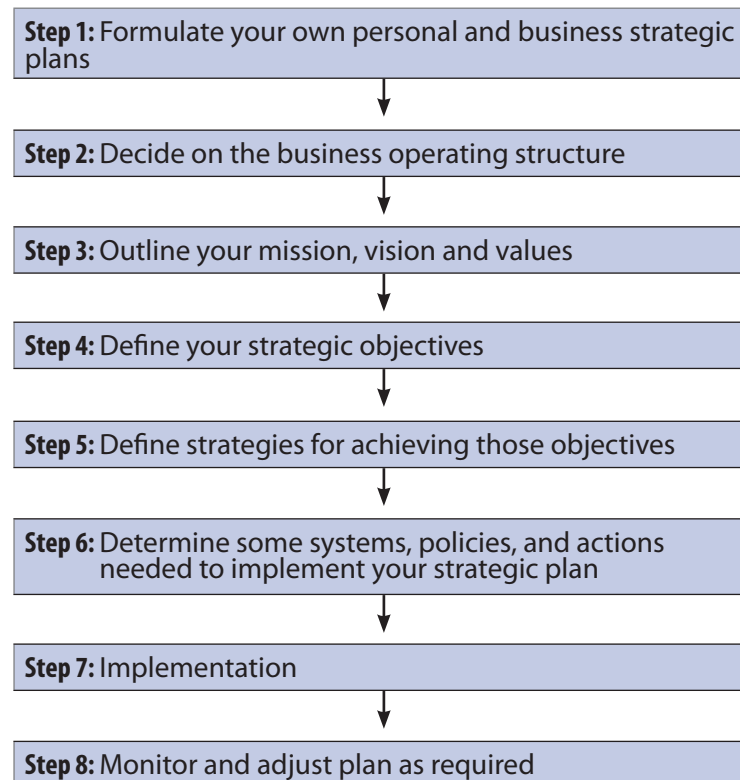 Step 1: Formulate your own personal and business strategic
plans
Step 2: Decide on the business operating structure
Step 3: Outline your mission, vision and values
Step 4: Define your strategic objectives
Step 5: Define strategies for achieving those objectives
Step 6: Determine some systems, policies, and actions
needed to implement your strategic plan
Step 7: Implementation
Step 8: Monitor and adjust plan as required